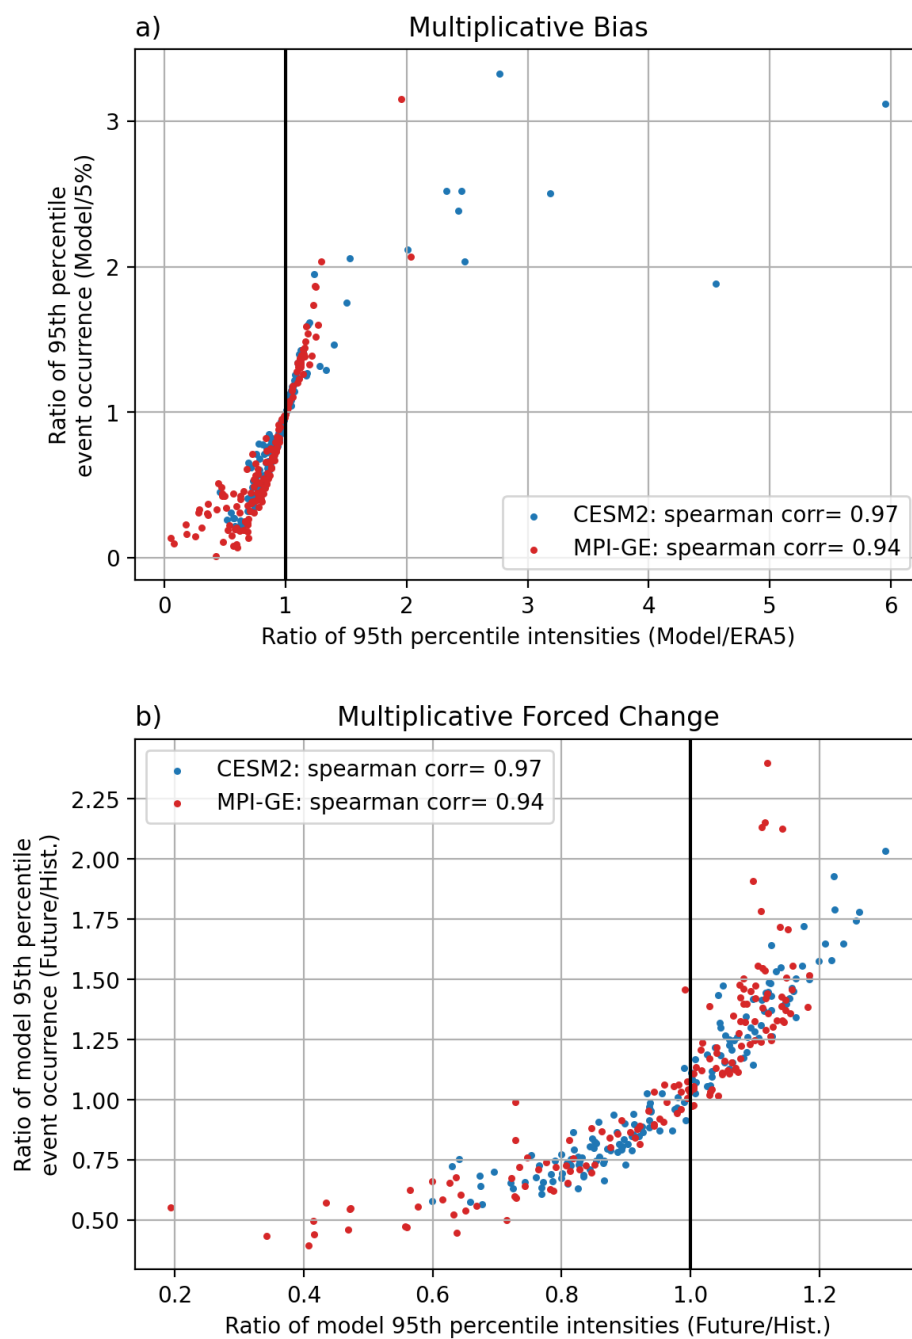 a)
Multiplicative Bias
Ratio of 95th percentile
event occurrence (Model/5%)
3
2
1
0
CESM2: spearman corr= 0.97
MPI-GE: spearman corr= 0.94
0 1 2 3 4 5 6
Ratio of 95th percentile intensities (Model/ERA5)
b)
Multiplicative Forced Change
CESM2: spearman corr= 0.97
MPI-GE: spearman corr= 0.94
Ratio of model 95th percentile
event occurrence (Future/Hist.)
2.25
2.00
1.75
1.50
1.25
1.00
0.75
0.50
0.2 0.4 0.6 0.8 1.0 1.2
Ratio of model 95th percentile intensities (Future/Hist.)